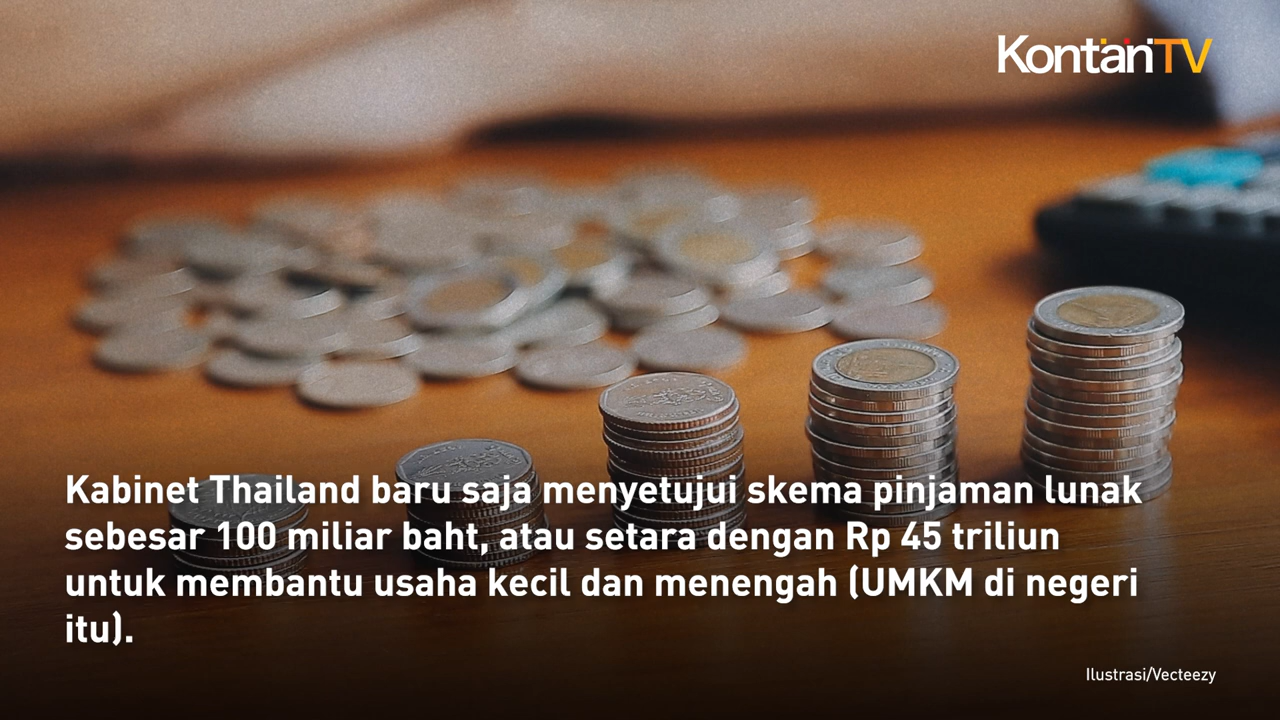 KontanTV
Kabinet Thailand baru saja menyetujui skema pinjaman lunak
sebesar 100 miliar baht, atau setara dengan Rp 45 triliun
untuk membantu usaha kecil dan menengah (UMKM di negeri
itu).
Ilustrasi/Vecteezy